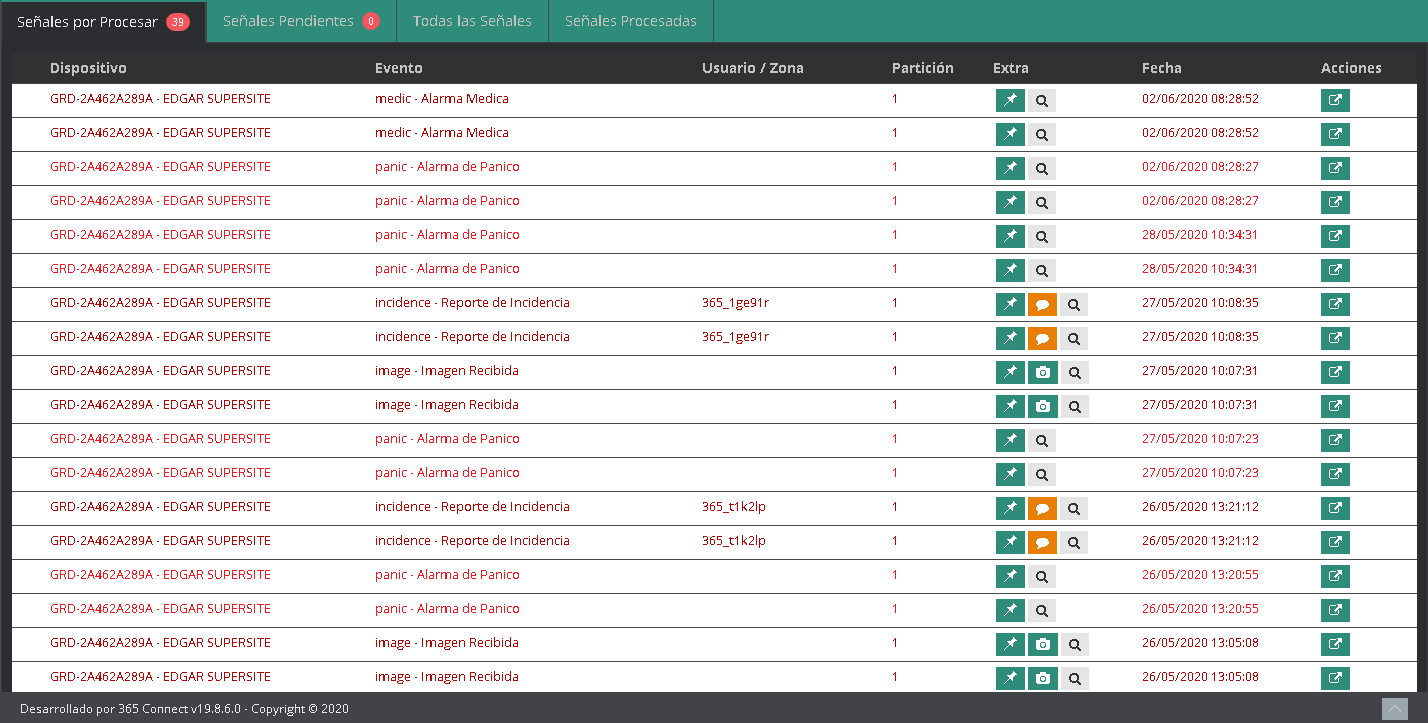 Señales por Procesar 39 Señales Pendientes 0 Todas las Señales Señales Procesadas
Dispositivo Evento Usuario / Zona Partición Extra Fecha Acciones
GRD-2A462A289A - EDGAR SUPERSITE medic - Alarma Medica 1 02/06/2020 08:28:52
GRD-2A462A289A - EDGAR SUPERSITE medic - Alarma Medica 1 02/06/2020 08:28:52
GRD-2A462A289A - EDGAR SUPERSITE panic - Alarma de Panico 1 02/06/2020 08:28:27
GRD-2A462A289A - EDGAR SUPERSITE panic - Alarma de Panico 1 02/06/2020 08:28:27
GRD-2A462A289A - EDGAR SUPERSITE panic - Alarma de Panico 1 28/05/2020 10:34:31
GRD-2A462A289A - EDGAR SUPERSITE panic - Alarma de Panico 1 28/05/2020 10:34:31
GRD-2A462A289A - EDGAR SUPERSITE incidence - Reporte de Incidencia 365_1ge91r 1 27/05/2020 10:08:35
GRD-2A462A289A - EDGAR SUPERSITE incidence - Reporte de Incidencia 365_1ge91r 1 27/05/2020 10:08:35
GRD-2A462A289A - EDGAR SUPERSITE image - Imagen Recibida 1 27/05/2020 10:07:31
GRD-2A462A289A - EDGAR SUPERSITE image - Imagen Recibida 1 27/05/2020 10:07:31
GRD-2A462A289A - EDGAR SUPERSITE panic - Alarma de Panico 1 27/05/2020 10:07:23
GRD-2A462A289A - EDGAR SUPERSITE panic - Alarma de Panico 1 27/05/2020 10:07:23
GRD-2A462A289A - EDGAR SUPERSITE incidence - Reporte de Incidencia 365_t1k2lp 1 26/05/2020 13:21:12
GRD-2A462A289A - EDGAR SUPERSITE incidence - Reporte de Incidencia 365_t1k2lp 1 26/05/2020 13:21:12
GRD-2A462A289A - EDGAR SUPERSITE panic - Alarma de Panico 1 26/05/2020 13:20:55
GRD-2A462A289A - EDGAR SUPERSITE panic - Alarma de Panico 1 26/05/2020 13:20:55
GRD-2A462A289A - EDGAR SUPERSITE image - Imagen Recibida 1 26/05/2020 13:05:08
GRD-2A462A289A - EDGAR SUPERSITE image - Imagen Recibida 1 26/05/2020 13:05:08
Desarrollado por 365 Connect v19.8.6.0 - Copyright © 2020